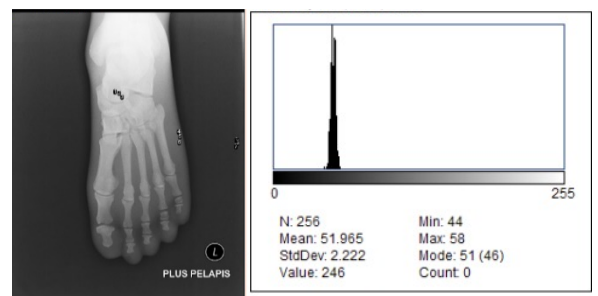 L
PLUS PELAPIS
0 255
N: 256 Min: 44
Mean: 51.965 Max: 58
StdDev: 2.222 Mode: 51 (46)
Value: 246 Count: 0